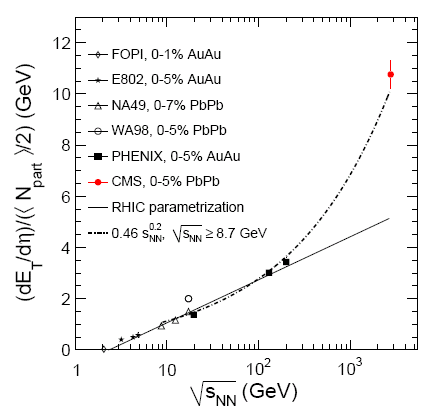 12
10
8
6
4
2
0
(dE_T/dη)/(⟨ N_part ⟩/2) (GeV)
FOPI, 0-1% AuAu
E802, 0-5% AuAu
NA49, 0-7% PbPb
WA98, 0-5% PbPb
PHENIX, 0-5% AuAu
CMS, 0-5% PbPb
RHIC parametrization
0.46 s_NN^0.2, √s_NN ≥ 8.7 GeV
1 10 10² 10³
√s_NN (GeV)